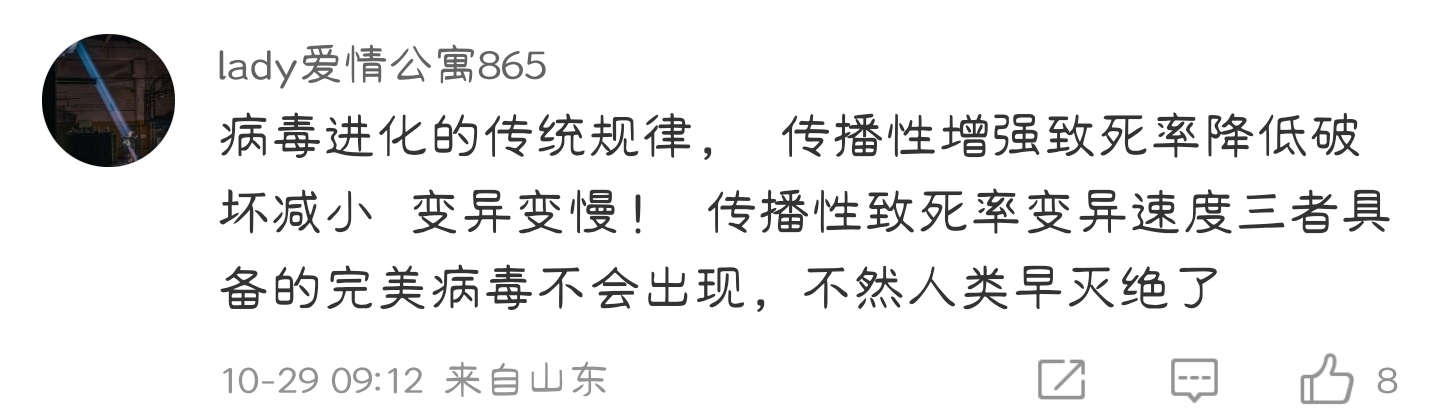 lady爱情公寓865
病毒进化的传统规律， 传播性增强致死率降低破
坏减小 变异变慢！ 传播性致死率变异速度三者具
备的完美病毒不会出现，不然人类早灭绝了
10-29 09:12 来自山东
8